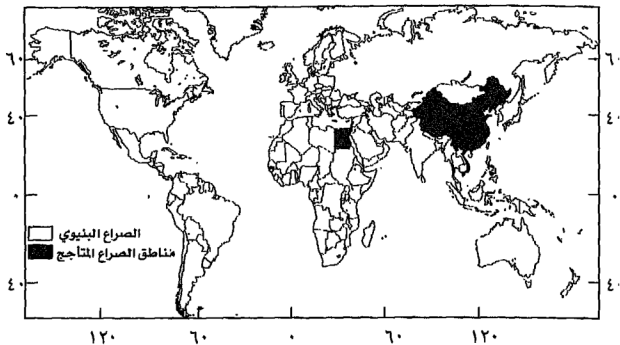 ٦٠
٦٠
٤٠
٤٠
٠
٠
الصراع البنيوي
مناطق الصراع المتأجج
٤٠
٤٠
١٢٠ ٦٠ ٠ ٦٠ ١٢٠